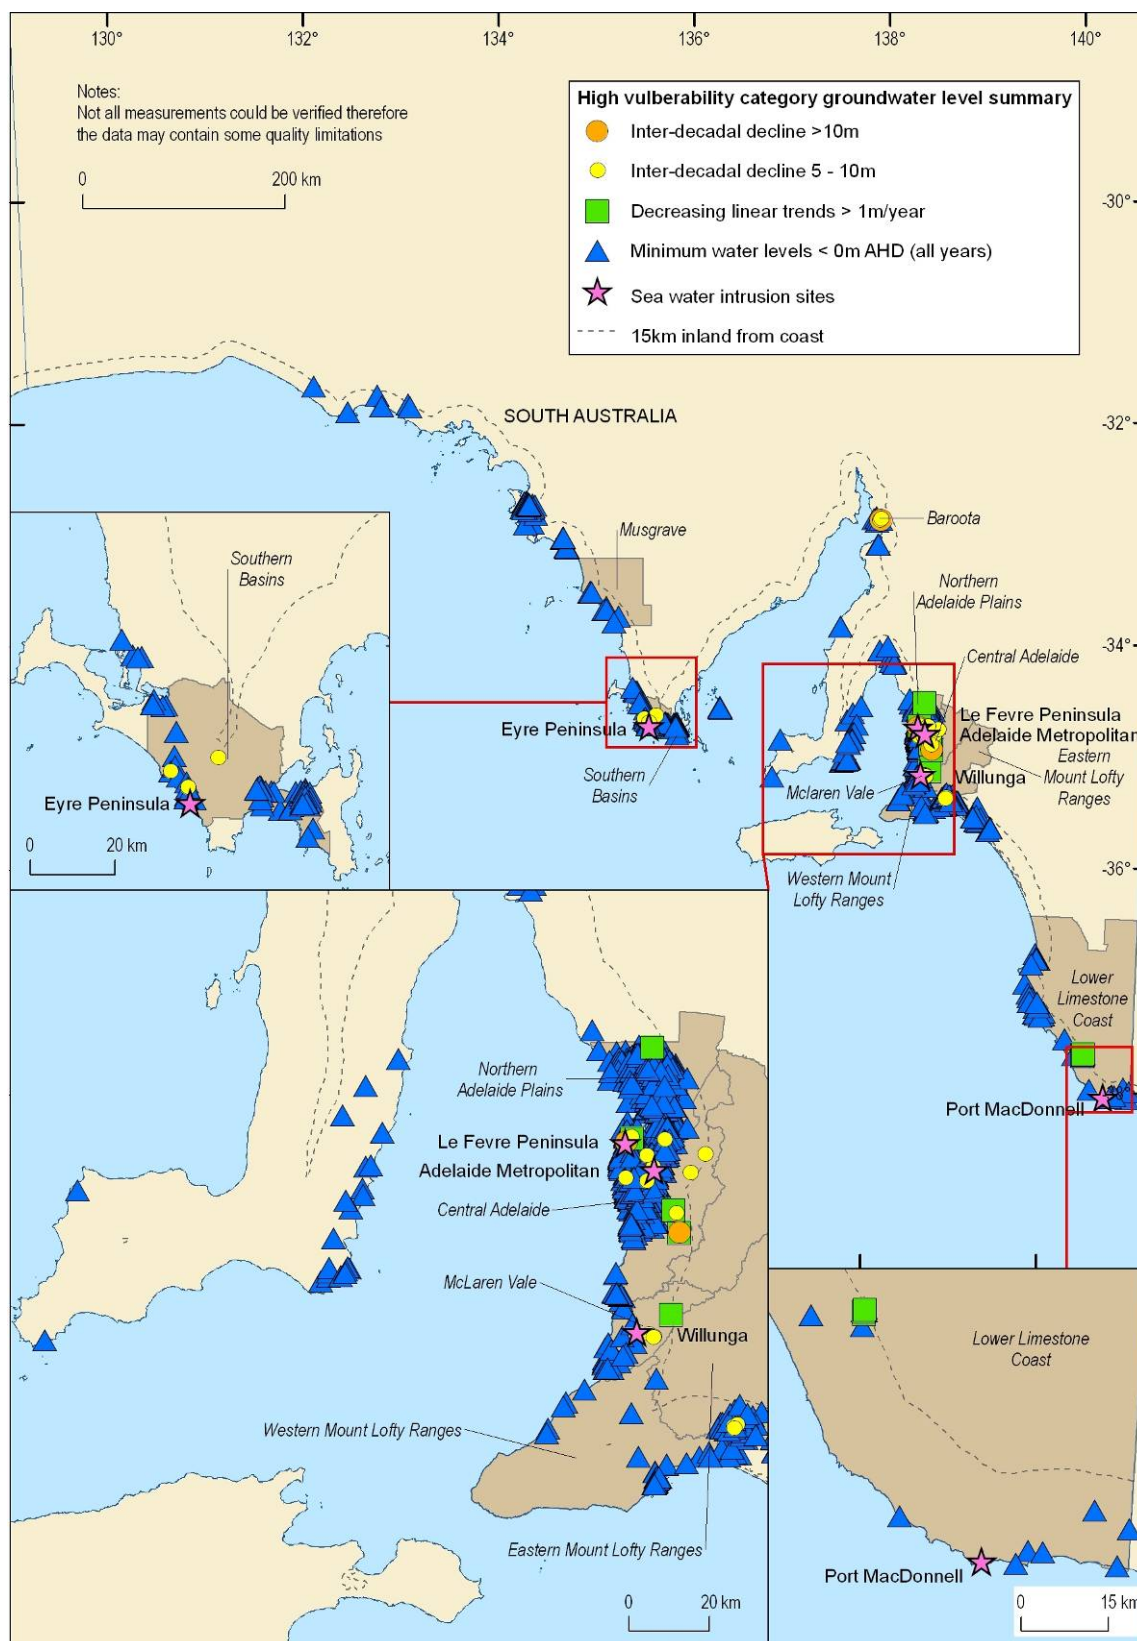 130°
132°
134°
136°
138°
140°
Notes:
Not all measurements could be verified therefore
the data may contain some quality limitations
0
200 km
High vulberability category groundwater level summary
Inter-decadal decline >10m
Inter-decadal decline 5 - 10m
Decreasing linear trends > 1m/year
Minimum water levels < 0m AHD (all years)
Sea water intrusion sites
15km inland from coast
-30°
-32°
-34°
-36°
SOUTH AUSTRALIA
Musgrave
Baroota
Northern
Adelaide Plains
Central Adelaide
Le Fevre Peninsula
Adelaide Metropolitan
Eastern
Mount Lofty
Ranges
Willunga
Mclaren Vale
Eyre Peninsula
Southern
Basins
Western Mount
Lofty Ranges
Lower
Limestone
Coast
Port MacDonnell
-38°
Southern
Basins
Eyre Peninsula
0
20 km
Northern
Adelaide Plains
Le Fevre Peninsula
Adelaide Metropolitan
Central Adelaide
McLaren Vale
Willunga
Western Mount Lofty Ranges
Eastern Mount Lofty Ranges
0
20 km
Lower Limestone
Coast
Port MacDonnell
0
15 km